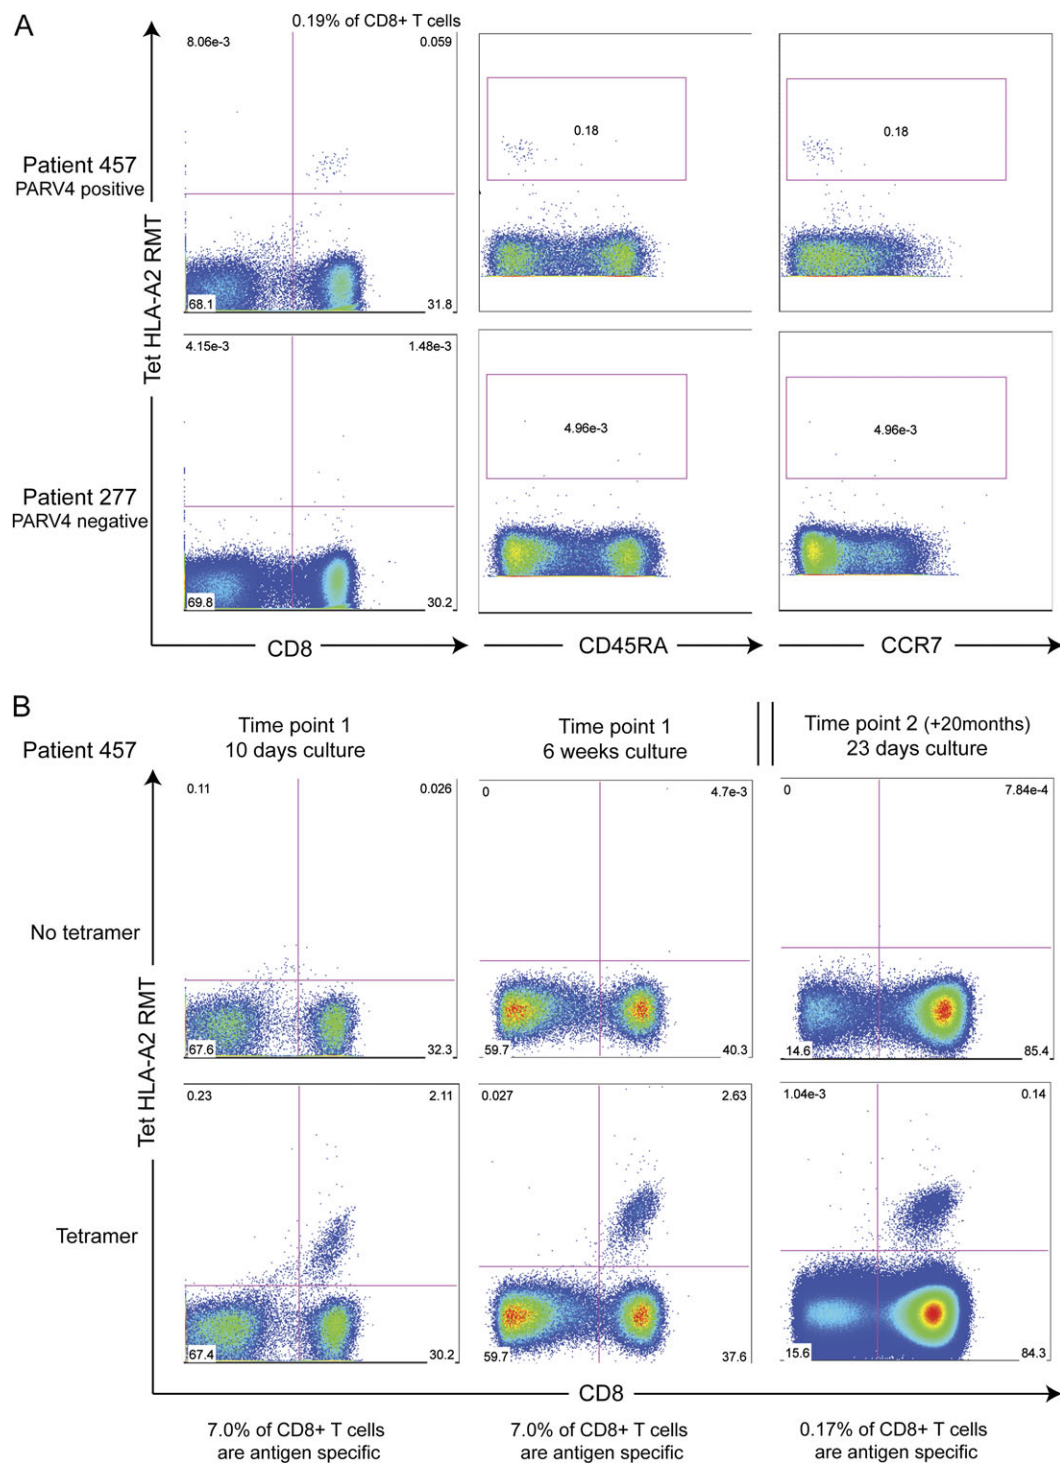 A
0.19% of CD8+ T cells
8.06e-3
0.059
0.18
0.18
Patient 457
PARV4 positive
68.1
31.8
Tet HLA-A2 RMT
4.15e-3
1.48e-3
4.96e-3
4.96e-3
Patient 277
PARV4 negative
69.8
30.2
CD8
CD45RA
CCR7
B
Patient 457
Time point 1
10 days culture
Time point 1
6 weeks culture
Time point 2 (+20months)
23 days culture
0.11
0.026
0
4.7e-3
0
7.84e-4
No tetramer
67.6
32.3
59.7
40.3
14.6
85.4
Tet HLA-A2 RMT
0.23
2.11
0.027
2.63
1.04e-3
0.14
Tetramer
67.4
30.2
59.7
37.6
15.6
84.3
CD8
7.0% of CD8+ T cells
are antigen specific
7.0% of CD8+ T cells
are antigen specific
0.17% of CD8+ T cells
are antigen specific